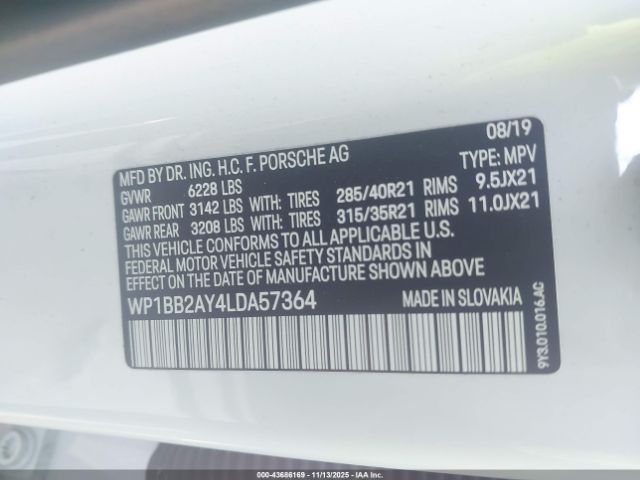 08/19
MFD BY DR. ING. H.C. F. PORSCHE AG TYPE: MPV
GVWR 6228 LBS
GAWR FRONT 3142 LBS WITH: TIRES 285/40R21 RIMS 9.5JX21
GAWR REAR 3208 LBS WITH: TIRES 315/35R21 RIMS 11.0JX21
THIS VEHICLE CONFORMS TO ALL APPLICABLE U.S.
FEDERAL MOTOR VEHICLE SAFETY STANDARDS IN
EFFECT ON THE DATE OF MANUFACTURE SHOWN ABOVE.
WP1BB2AY4LDA57364 MADE IN SLOVAKIA
9Y3.010.016.AC
000-43686169 - 11/13/2025 - IAAI.COM